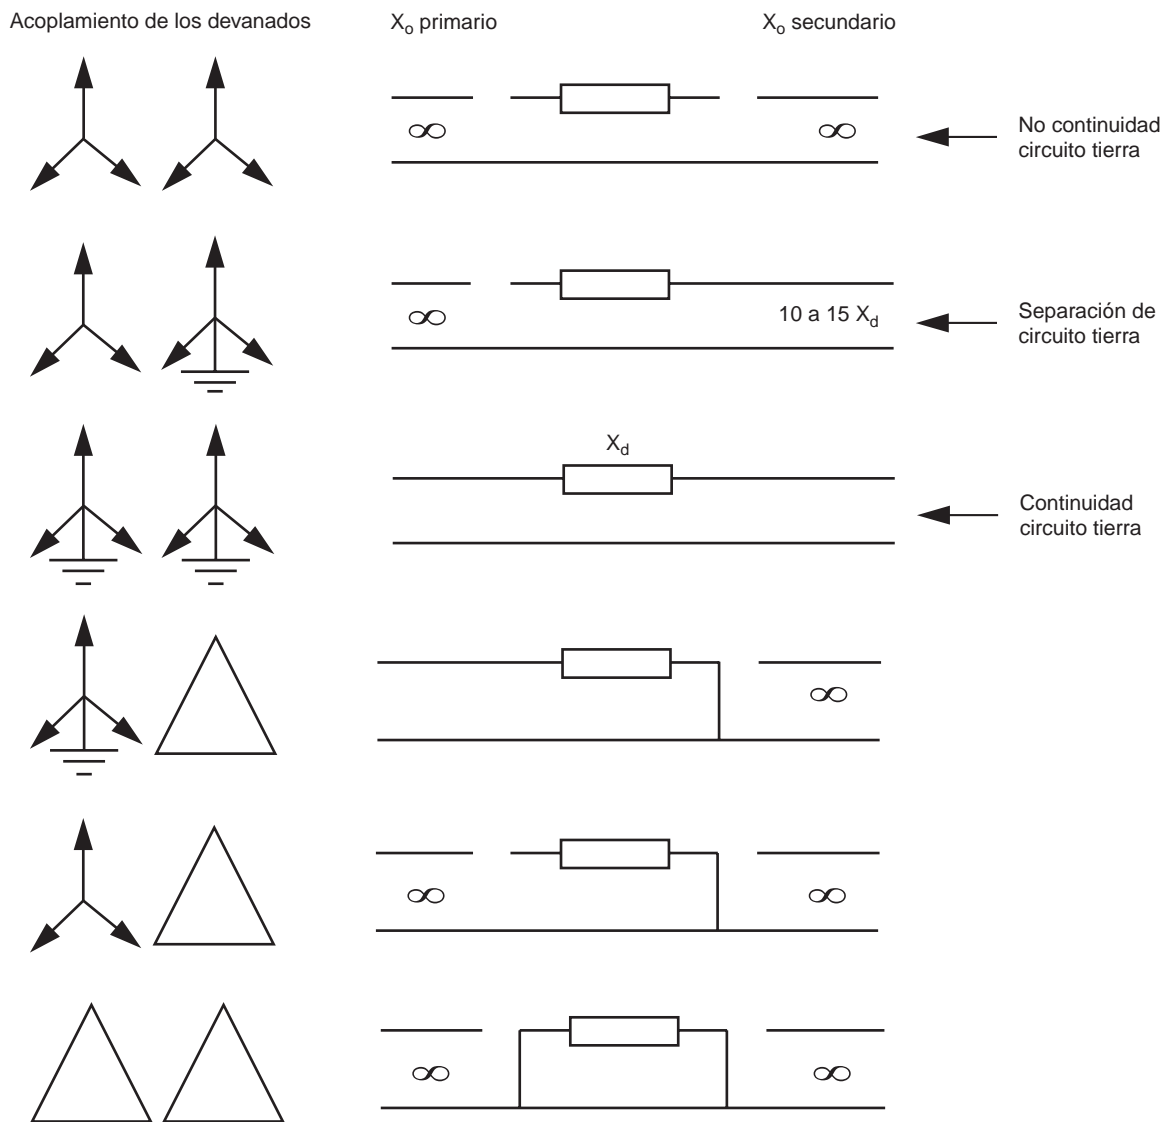 Acoplamiento de los devanados
Xo primario
Xo secundario
∞
∞
No continuidad
circuito tierra
∞
10 a 15 Xd
Separación de
circuito tierra
Xd
Continuidad
circuito tierra
∞
∞
∞
∞
∞